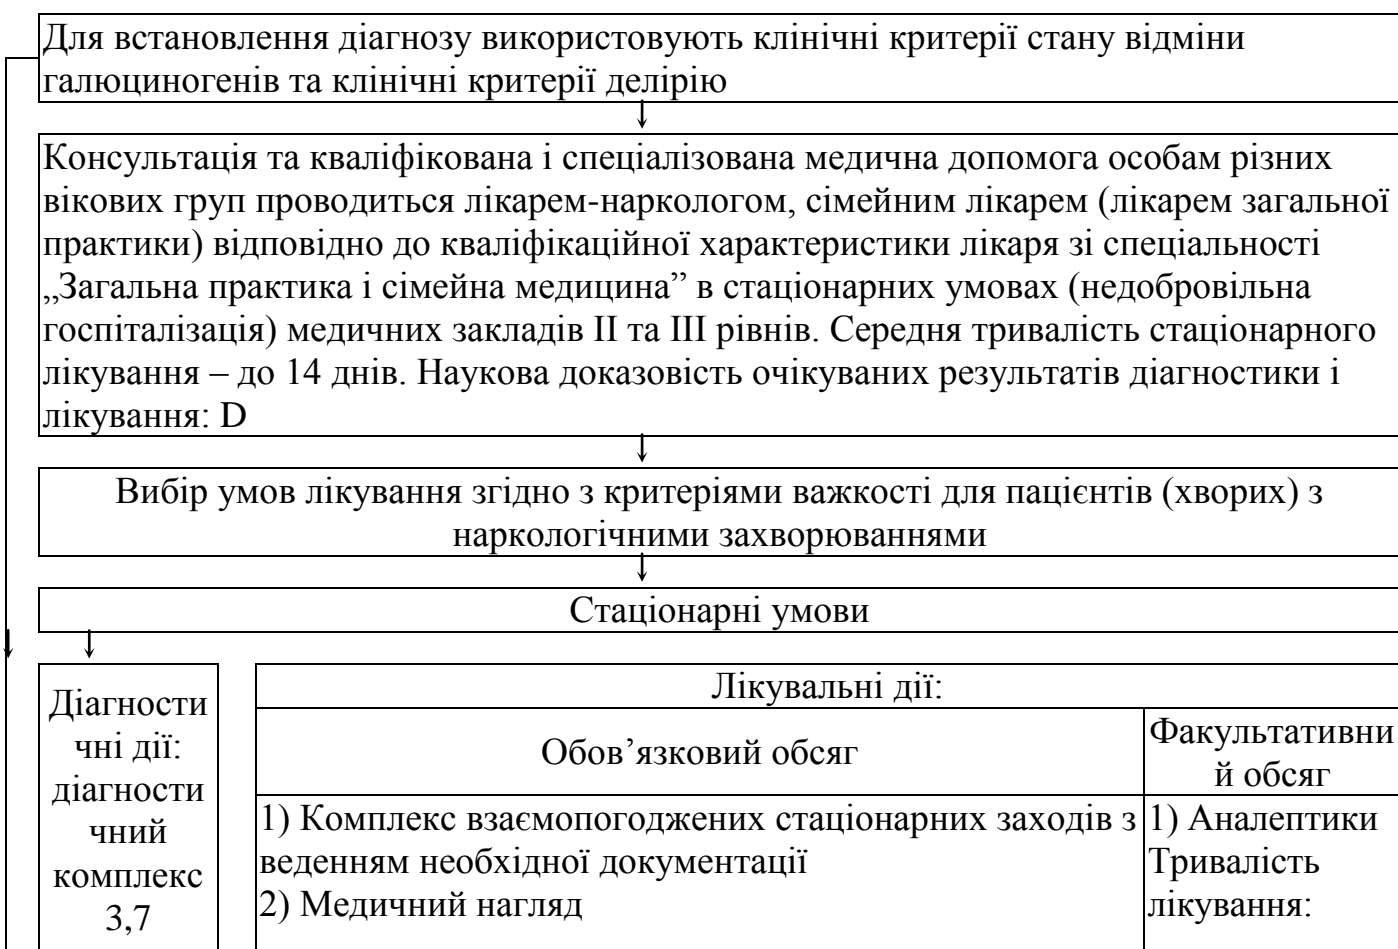 Для встановлення діагнозу використовують клінічні критерії стану відміни
галюциногенів та клінічні критерії делірію
Консультація та кваліфікована і спеціалізована медична допомога особам різних
вікових груп проводиться лікарем-наркологом, сімейним лікарем (лікарем загальної
практики) відповідно до кваліфікаційної характеристики лікаря зі спеціальності
„Загальна практика і сімейна медицина” в стаціонарних умовах (недобровільна
госпіталізація) медичних закладів ІІ та ІІІ рівнів. Середня тривалість стаціонарного
лікування – до 14 днів. Наукова доказовість очікуваних результатів діагностики і
лікування: D
Вибір умов лікування згідно з критеріями важкості для пацієнтів (хворих) з
наркологічними захворюваннями
Стаціонарні умови
Діагности
чні дії:
діагности
чний
комплекс
3,7
Лікувальні дії:
Обов’язковий обсяг
Факультативни
й обсяг
1) Комплекс взаємопогоджених стаціонарних заходів з
веденням необхідної документації
2) Медичний нагляд
1) Аналептики
Тривалість
лікування: